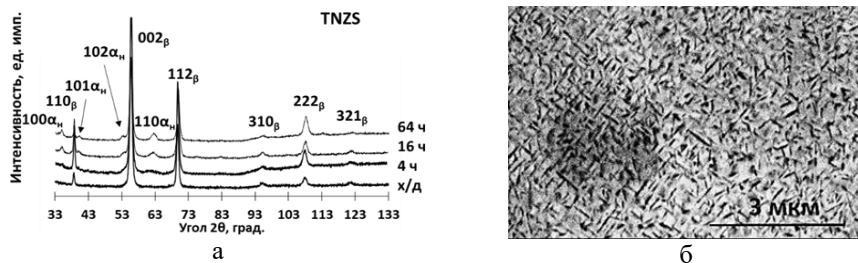 TNZS
Интенсивность, ед. имп.
002β
102αн
112β
101αн
110β
100αн
110αн
310β
222β
321β
64 ч
16 ч
4 ч
х/д
33 43 53 63 73 83 93 103 113 123 133
Угол 2θ, град.
а
3 мкм
б